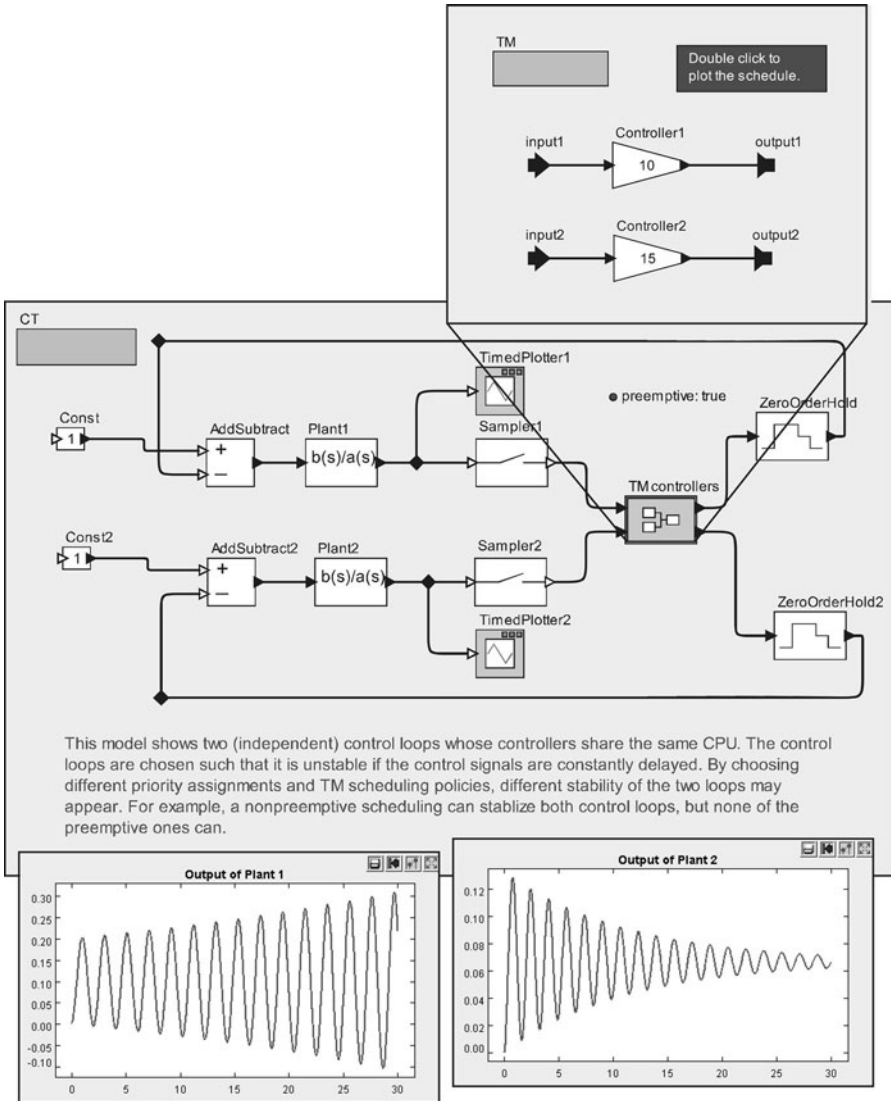 TM
Double click to
plot the schedule.
input1
Controller1
output1
10
input2
Controller2
output2
15
CT
TimedPlotter1
preemptive: true
ZeroOrderHold
Const
1
AddSubtract
+
−
Plant1
b(s)/a(s)
Sampler1
TM controllers
Const2
1
AddSubtract2
+
−
Plant2
b(s)/a(s)
Sampler2
TimedPlotter2
ZeroOrderHold2
This model shows two (independent) control loops whose controllers share the same CPU. The control
loops are chosen such that it is unstable if the control signals are constantly delayed. By choosing
different priority assignments and TM scheduling policies, different stability of the two loops may
appear. For example, a nonpreemptive scheduling can stablize both control loops, but none of the
preemptive ones can.
Output of Plant 1
0.30
0.25
0.20
0.15
0.10
0.05
0.00
-0.05
-0.10
0 5 10 15 20 25 30
Output of Plant 2
0.12
0.10
0.08
0.06
0.04
0.02
0.00
0 5 10 15 20 25 30